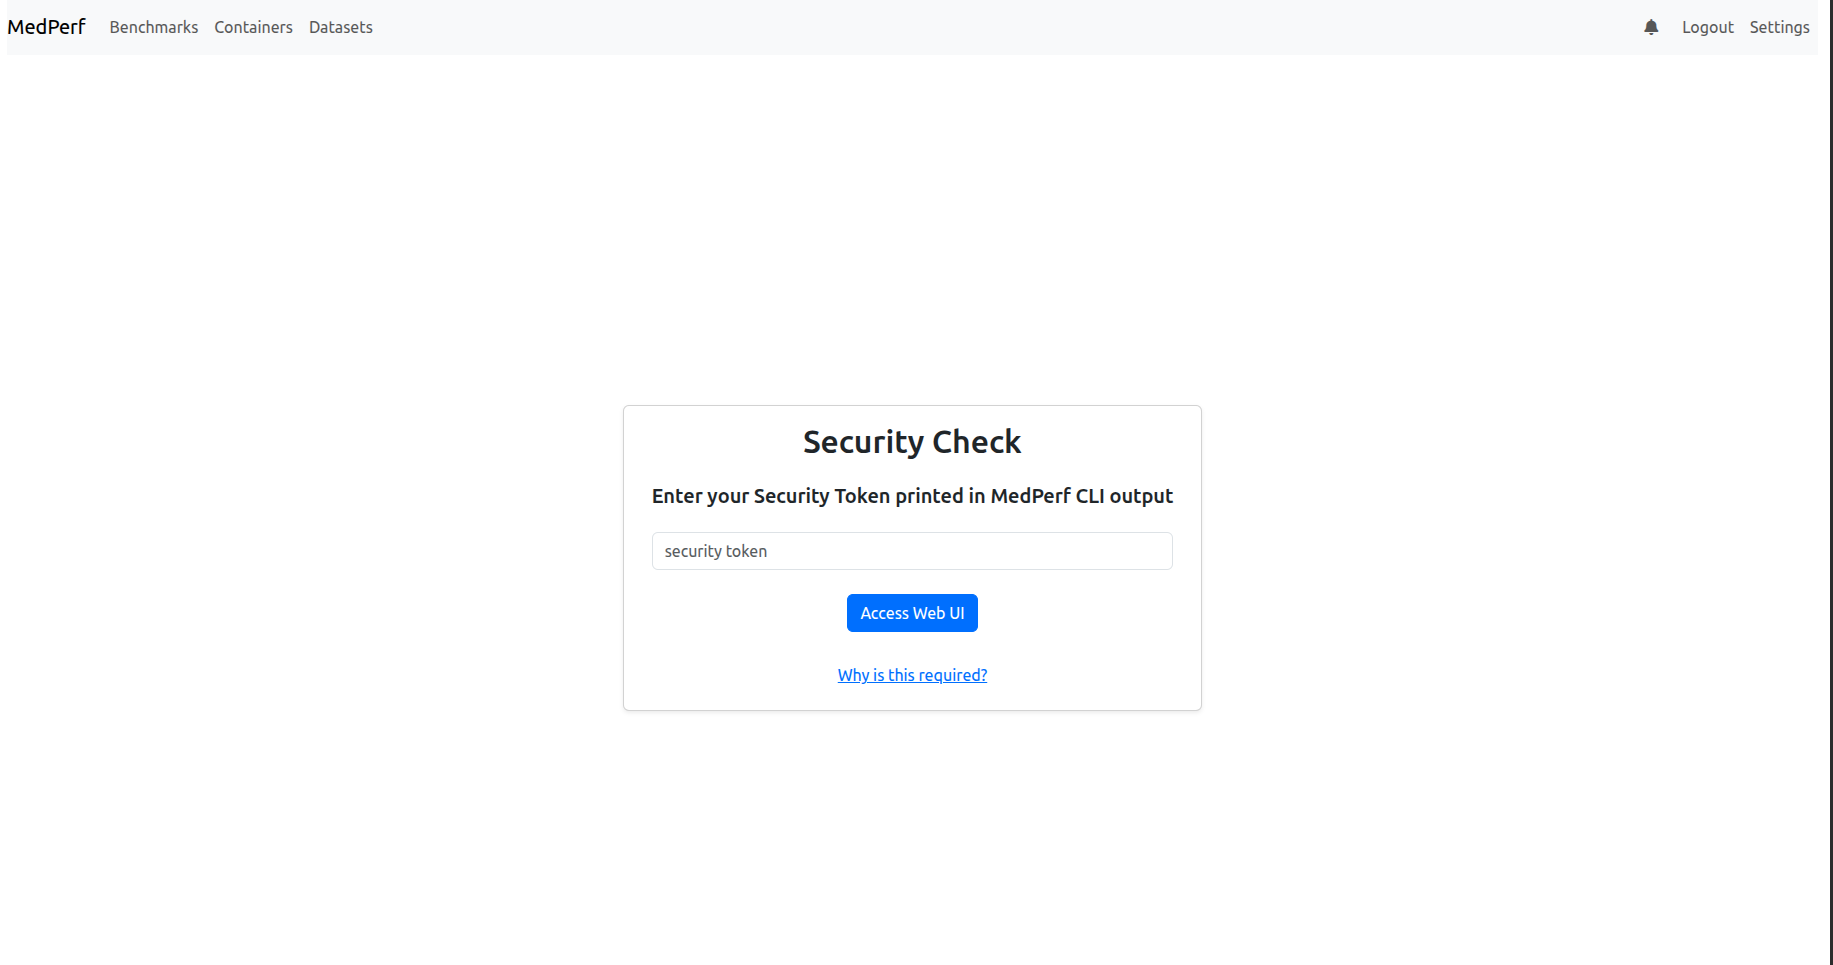 MedPerf Benchmarks Containers Datasets Logout Settings
Security Check
Enter your Security Token printed in MedPerf CLI output
security token
Access Web UI
Why is this required?